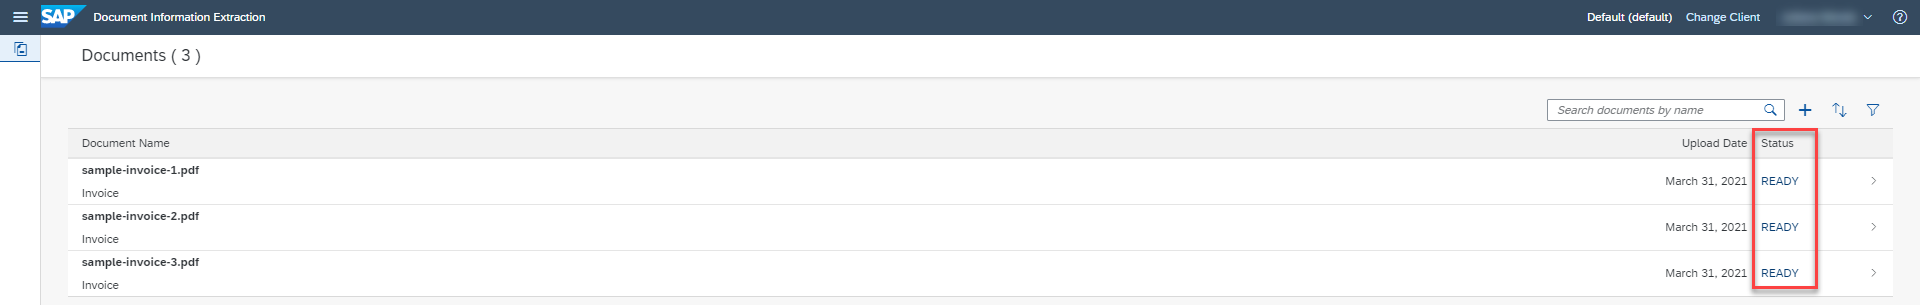 SAP Document Information Extraction Default (default) Change Client
Documents ( 3 )
Search documents by name
Document Name Upload Date Status
sample-invoice-1.pdf
Invoice March 31, 2021 READY
sample-invoice-2.pdf
Invoice March 31, 2021 READY
sample-invoice-3.pdf
Invoice March 31, 2021 READY